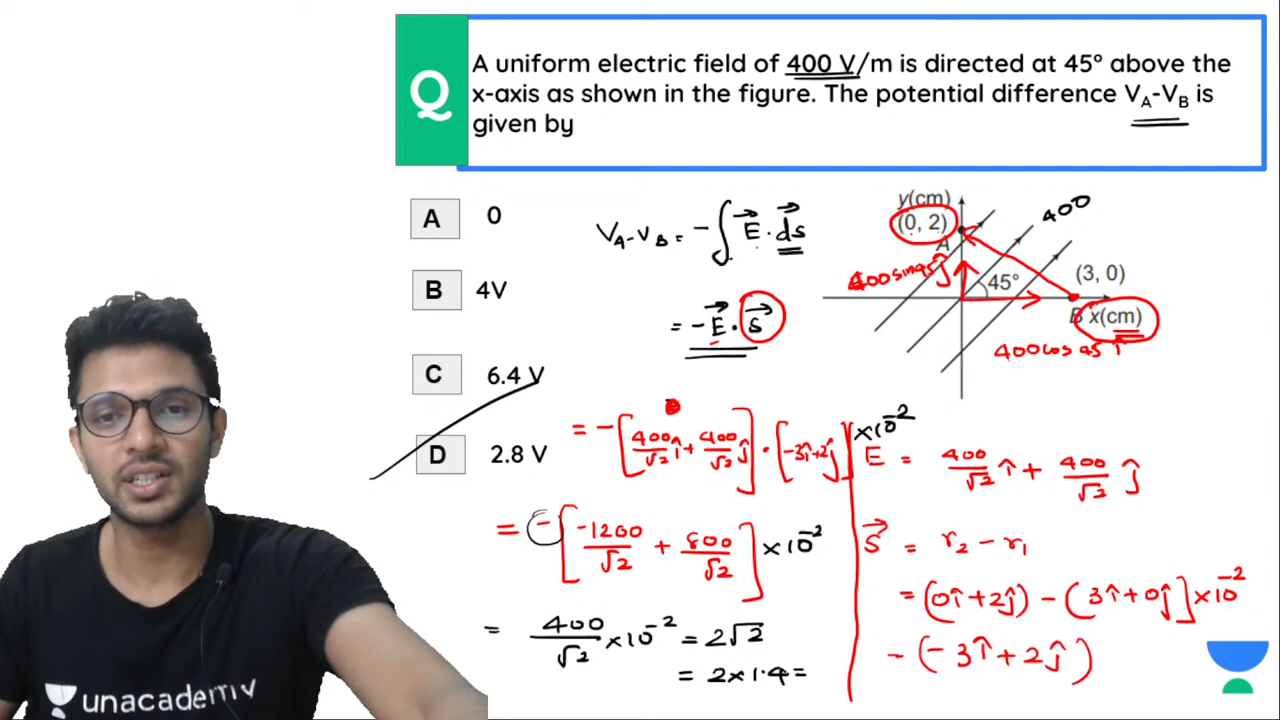 Q
A uniform electric field of 400 V/m is directed at 45° above the
x-axis as shown in the figure. The potential difference VA-VB is
given by
A 0
B 4V
C 6.4 V
D 2.8 V
VA-VB = -∫E⃗ · ds⃗
= -E⃗ · s⃗
= -[400/√2 î + 400/√2 ĵ] · [-3î+2ĵ] ×10⁻²
= -[-1200/√2 + 800/√2] ×10⁻²
= 400/√2 ×10⁻² = 2√2
= 2×1.4=
y(cm)
(0, 2)
A
400
400sin45 ĵ
45°
(3, 0)
B x(cm)
400cos45 î
E = 400/√2 î + 400/√2 ĵ
s⃗ = r₂ - r₁
= (0î+2ĵ) - (3î+0ĵ] ×10⁻²
- (-3î+2ĵ)
unacademy